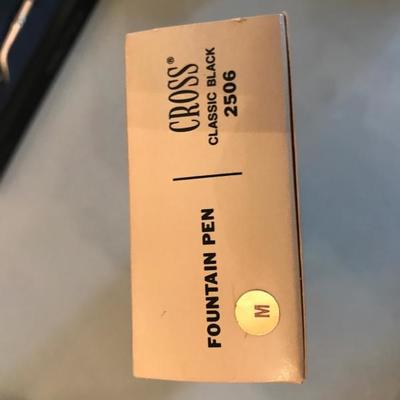 CROSS®
CLASSIC BLACK
2506
FOUNTAIN PEN
M